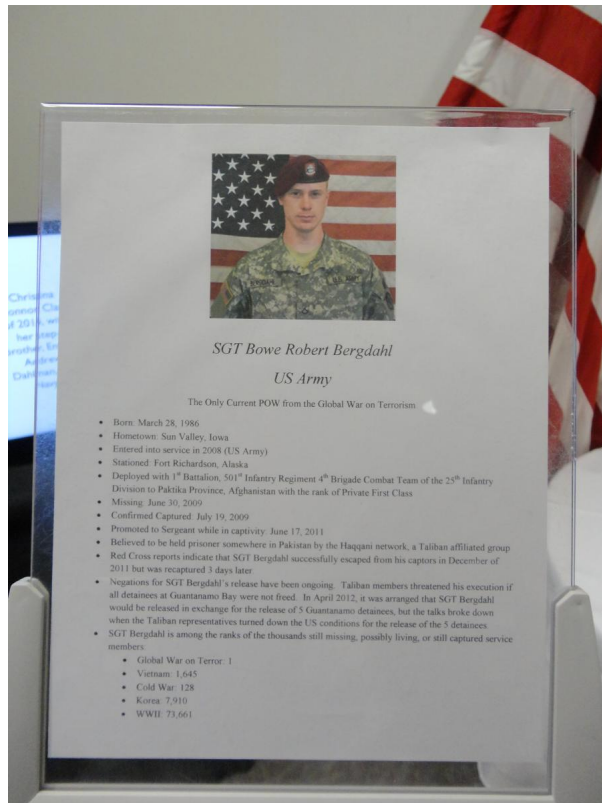 SGT Bowe Robert Bergdahl
US Army
The Only Current POW from the Global War on Terrorism
• Born: March 28, 1986
• Hometown: Sun Valley, Iowa
• Entered into service in 2008 (US Army)
• Stationed: Fort Richardson, Alaska
• Deployed with 1st Battalion, 501st Infantry Regiment 4th Brigade Combat Team of the 25th Infantry
Division to Paktika Province, Afghanistan with the rank of Private First Class
• Missing: June 30, 2009
• Confirmed Captured: July 19, 2009
• Promoted to Sergeant while in captivity: June 17, 2011
• Believed to be held prisoner somewhere in Pakistan by the Haqqani network, a Taliban affiliated group
• Red Cross reports indicate that SGT Bergdahl successfully escaped from his captors in December of
2011 but was recaptured 3 days later
• Negations for SGT Bergdahl's release have been ongoing. Taliban members threatened his execution if
all detainees at Guantanamo Bay were not freed. In April 2012, it was arranged that SGT Bergdahl
would be released in exchange for the release of 5 Guantanamo detainees, but the talks broke down
when the Taliban representatives turned down the US conditions for the release of the 5 detainees
• SGT Bergdahl is among the ranks of the thousands still missing, possibly living, or still captured service
members:
• Global War on Terror: 1
• Vietnam: 1,645
• Cold War: 128
• Korea: 7,910
• WWII: 73,661
Christina
her